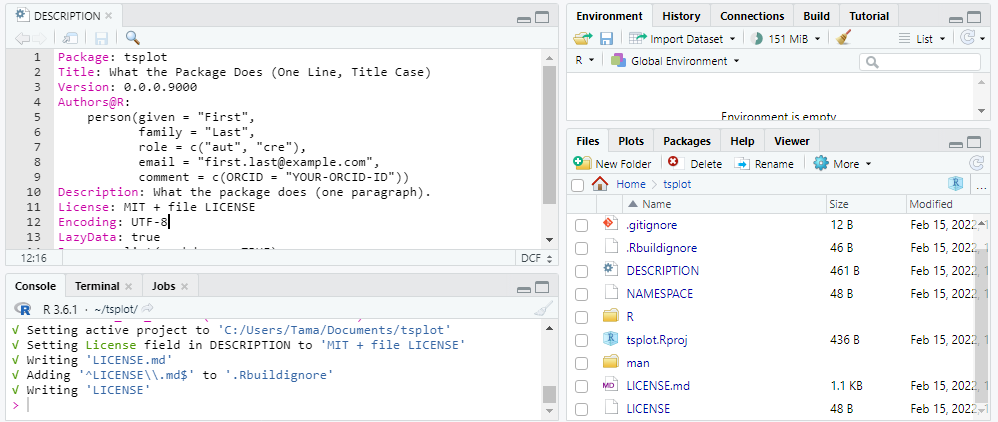 DESCRIPTION
1 Package: tsplot
2 Title: What the Package Does (One Line, Title Case)
3 Version: 0.0.0.9000
4 Authors@R:
5 person(given = "First",
6 family = "Last",
7 role = c("aut", "cre"),
8 email = "first.last@example.com",
9 comment = c(ORCID = "YOUR-ORCID-ID"))
10 Description: What the package does (one paragraph).
11 License: MIT + file LICENSE
12 Encoding: UTF-8
13 LazyData: true
12:16 DCF
Console Terminal Jobs
R R 3.6.1 · ~/tsplot/
√ Setting active project to 'C:/Users/Tama/Documents/tsplot'
√ Setting License field in DESCRIPTION to 'MIT + file LICENSE'
√ Writing 'LICENSE.md'
√ Adding '^LICENSE\\.md$' to '.Rbuildignore'
√ Writing 'LICENSE'
>
Environment History Connections Build Tutorial
Import Dataset 151 MiB List
R Global Environment
Environment is empty
Files Plots Packages Help Viewer
New Folder Delete Rename More
Home > tsplot R ...
Name Size Modified
.gitignore 12 B Feb 15, 2022,
.Rbuildignore 46 B Feb 15, 2022,
DESCRIPTION 461 B Feb 15, 2022,
NAMESPACE 48 B Feb 15, 2022,
R
tsplot.Rproj 436 B Feb 15, 2022,
man
MD LICENSE.md 1.1 KB Feb 15, 2022,
LICENSE 48 B Feb 15, 2022,